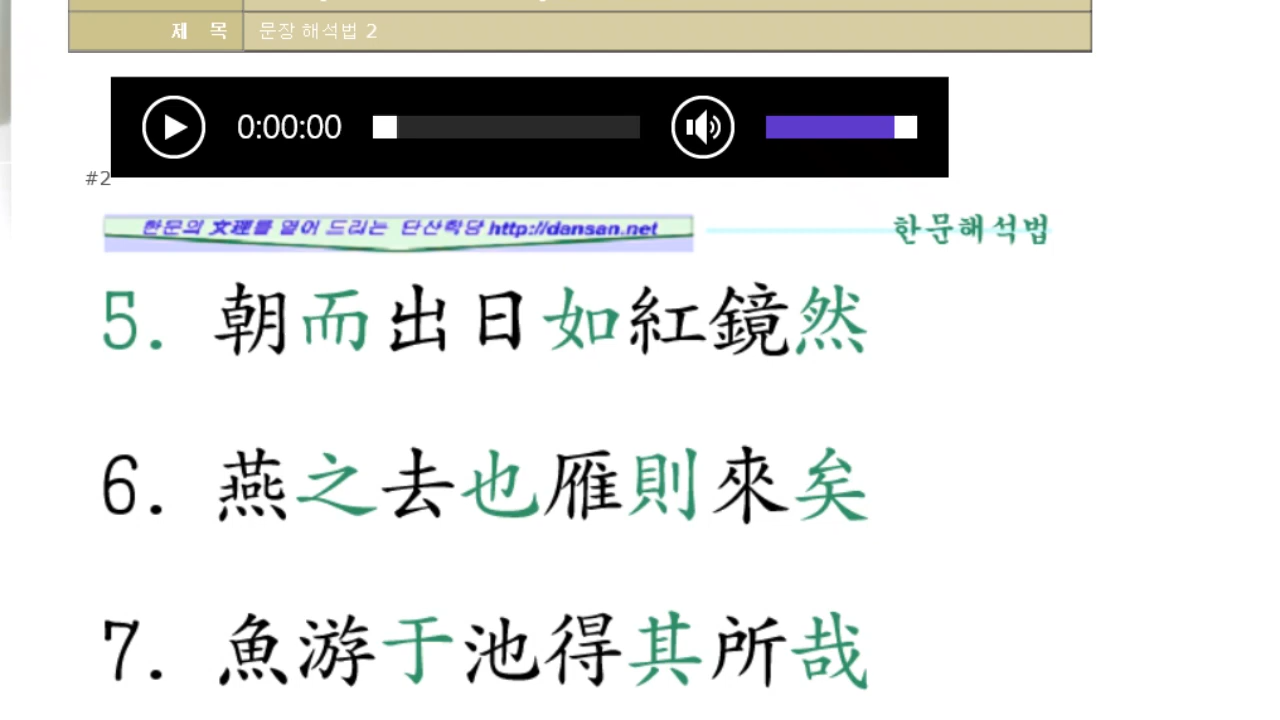 제 목 문장 해석법 2
0:00:00
#2
한문의 文理를 열어 드리는 단산학당 http://dansan.net
한문해석법
5. 朝而出日如紅鏡然
6. 燕之去也雁則來矣
7. 魚游于池得其所哉